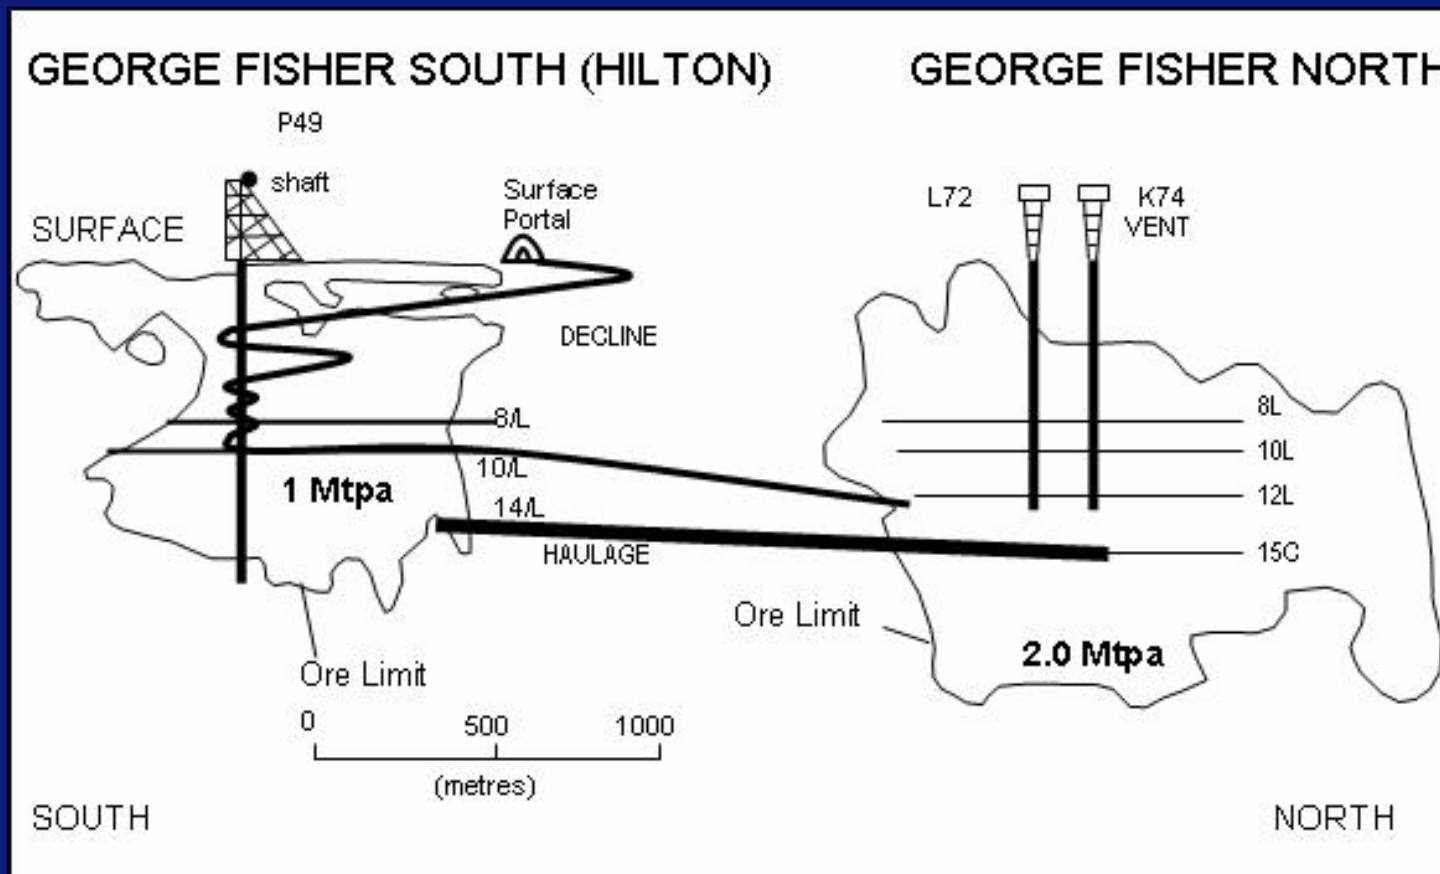 GEORGE FISHER SOUTH (HILTON)
GEORGE FISHER NORTH
P49
shaft
Surface
Portal
L72
K74
VENT
SURFACE
DECLINE
8/L
10/L
14/L
8L
10L
12L
15C
1 Mtpa
HAULAGE
Ore Limit
2.0 Mtpa
Ore Limit
0 500 1000
(metres)
SOUTH
NORTH